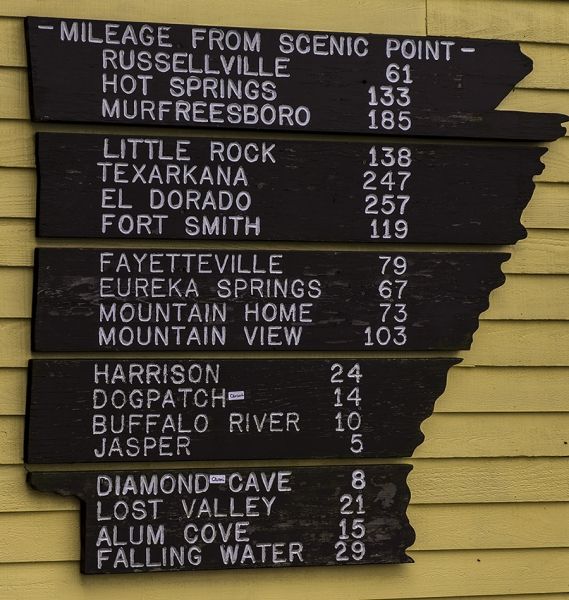 -MILEAGE FROM SCENIC POINT-
RUSSELLVILLE 61
HOT SPRINGS 133
MURFREESBORO 185
LITTLE ROCK 138
TEXARKANA 247
EL DORADO 257
FORT SMITH 119
FAYETTEVILLE 79
EUREKA SPRINGS 67
MOUNTAIN HOME 73
MOUNTAIN VIEW 103
HARRISON 24
DOGPATCH 14
BUFFALO RIVER 10
JASPER 5
DIAMOND CAVE 8
LOST VALLEY 21
ALUM COVE 15
FALLING WATER 29